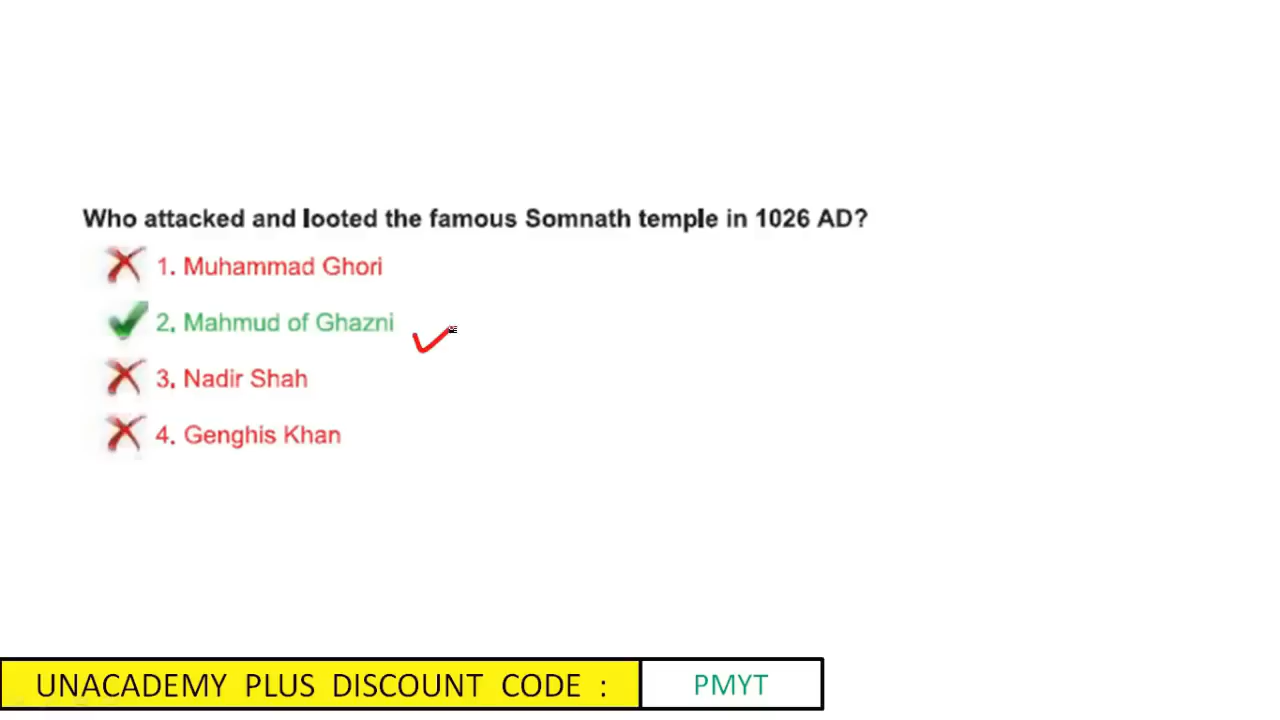 Who attacked and looted the famous Somnath temple in 1026 AD?
1. Muhammad Ghori
2. Mahmud of Ghazni
3. Nadir Shah
4. Genghis Khan
UNACADEMY PLUS DISCOUNT CODE : PMYT